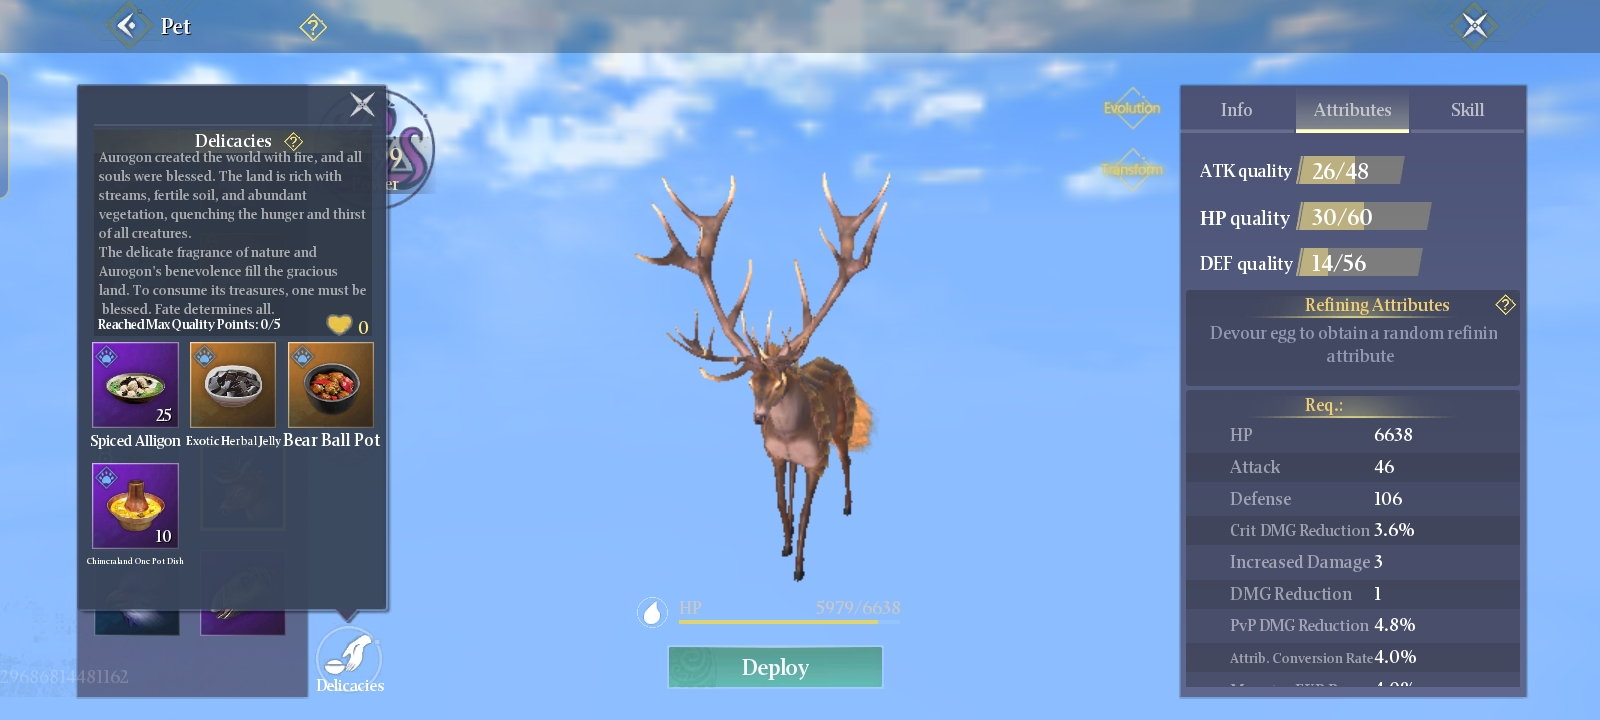 Pet
Delicacies
Aurogon created the world with fire, and all
souls were blessed. The land is rich with
streams, fertile soil, and abundant
vegetation, quenching the hunger and thirst
of all creatures.
The delicate fragrance of nature and
Aurogon's benevolence fill the gracious
land. To consume its treasures, one must be
blessed. Fate determines all.
Reached Max Quality Points: 0/5
0
25
Spiced Alligon
Exotic Herbal Jelly
Bear Ball Pot
10
Chimeraland One Pot Dish
29686814481162
Delicacies
9
Evolution
Transform
HP 5979/6638
Deploy
Info
Attributes
Skill
ATK quality 26/48
HP quality 30/60
DEF quality 14/56
Refining Attributes
Devour egg to obtain a random refinin
attribute
Req.:
HP 6638
Attack 46
Defense 106
Crit DMG Reduction 3.6%
Increased Damage 3
DMG Reduction 1
PvP DMG Reduction 4.8%
Attrib. Conversion Rate 4.0%